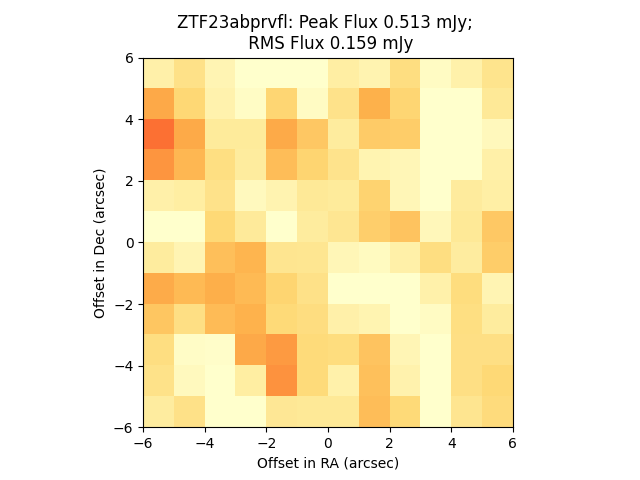 ZTF23abprvfl: Peak Flux 0.513 mJy;
RMS Flux 0.159 mJy
6
4
2
0
−2
−4
−6
Offset in Dec (arcsec)
−6 −4 −2 0 2 4 6
Offset in RA (arcsec)